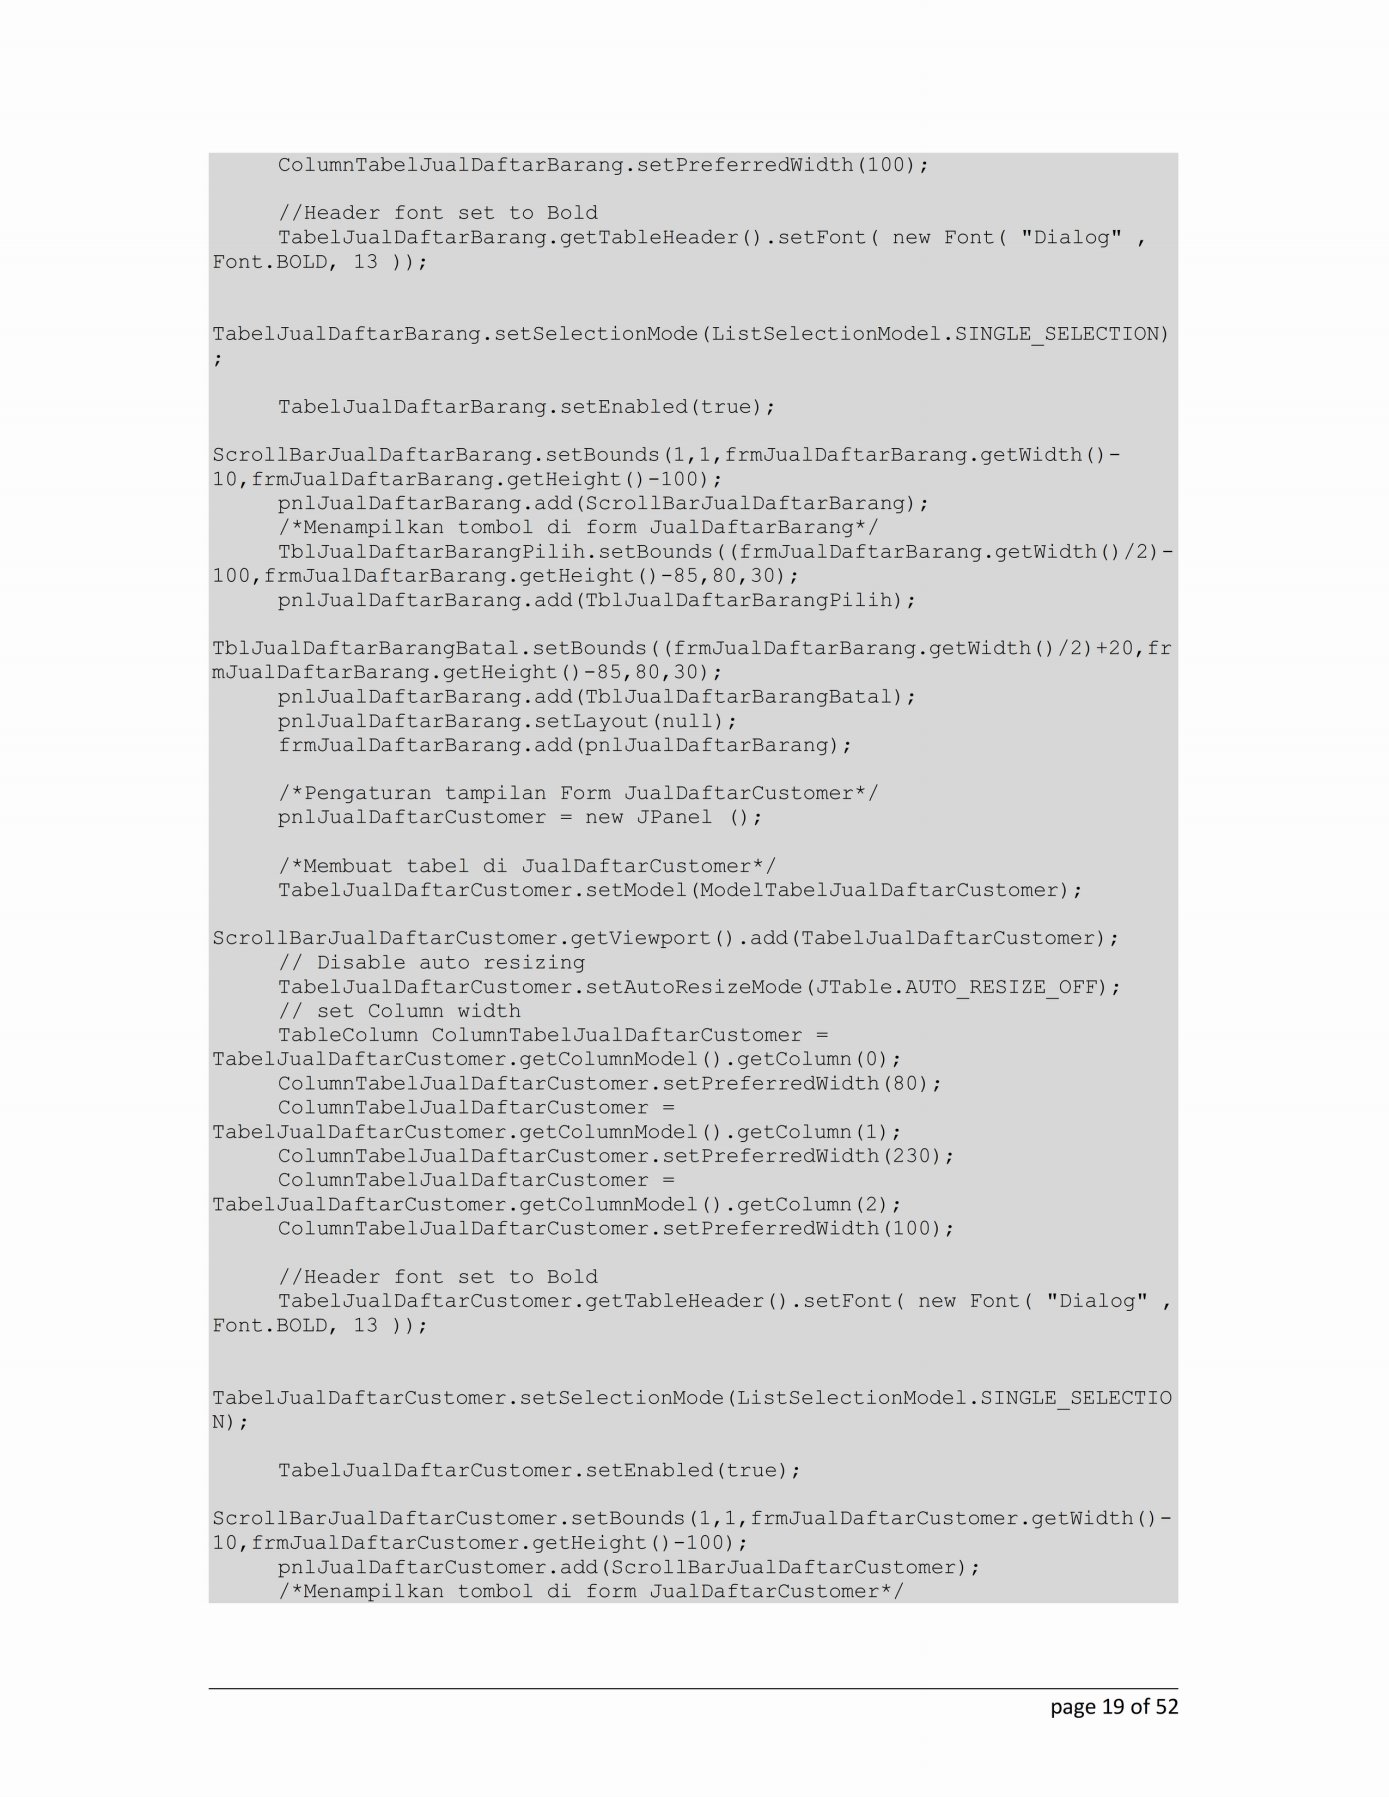 ColumnTabelJualDaftarBarang.setPreferredWidth(100);
//Header font set to Bold
TabelJualDaftarBarang.getTableHeader().setFont( new Font( "Dialog" ,
Font.BOLD, 13 ));
TabelJualDaftarBarang.setSelectionMode(ListSelectionModel.SINGLE_SELECTION)
;
TabelJualDaftarBarang.setEnabled(true);
ScrollBarJualDaftarBarang.setBounds(1,1,frmJualDaftarBarang.getWidth()-
10,frmJualDaftarBarang.getHeight()-100);
pnlJualDaftarBarang.add(ScrollBarJualDaftarBarang);
/*Menampilkan tombol di form JualDaftarBarang*/
TblJualDaftarBarangPilih.setBounds((frmJualDaftarBarang.getWidth()/2)-
100,frmJualDaftarBarang.getHeight()-85,80,30);
pnlJualDaftarBarang.add(TblJualDaftarBarangPilih);
TblJualDaftarBarangBatal.setBounds((frmJualDaftarBarang.getWidth()/2)+20,fr
mJualDaftarBarang.getHeight()-85,80,30);
pnlJualDaftarBarang.add(TblJualDaftarBarangBatal);
pnlJualDaftarBarang.setLayout(null);
frmJualDaftarBarang.add(pnlJualDaftarBarang);
/*Pengaturan tampilan Form JualDaftarCustomer*/
pnlJualDaftarCustomer = new JPanel ();
/*Membuat tabel di JualDaftarCustomer*/
TabelJualDaftarCustomer.setModel(ModelTabelJualDaftarCustomer);
ScrollBarJualDaftarCustomer.getViewport().add(TabelJualDaftarCustomer);
// Disable auto resizing
TabelJualDaftarCustomer.setAutoResizeMode(JTable.AUTO_RESIZE_OFF);
// set Column width
TableColumn ColumnTabelJualDaftarCustomer =
TabelJualDaftarCustomer.getColumnModel().getColumn(0);
ColumnTabelJualDaftarCustomer.setPreferredWidth(80);
ColumnTabelJualDaftarCustomer =
TabelJualDaftarCustomer.getColumnModel().getColumn(1);
ColumnTabelJualDaftarCustomer.setPreferredWidth(230);
ColumnTabelJualDaftarCustomer =
TabelJualDaftarCustomer.getColumnModel().getColumn(2);
ColumnTabelJualDaftarCustomer.setPreferredWidth(100);
//Header font set to Bold
TabelJualDaftarCustomer.getTableHeader().setFont( new Font( "Dialog" ,
Font.BOLD, 13 ));
TabelJualDaftarCustomer.setSelectionMode(ListSelectionModel.SINGLE_SELECTIO
N);
TabelJualDaftarCustomer.setEnabled(true);
ScrollBarJualDaftarCustomer.setBounds(1,1,frmJualDaftarCustomer.getWidth()-
10,frmJualDaftarCustomer.getHeight()-100);
pnlJualDaftarCustomer.add(ScrollBarJualDaftarCustomer);
/*Menampilkan tombol di form JualDaftarCustomer*/
page 19 of 52